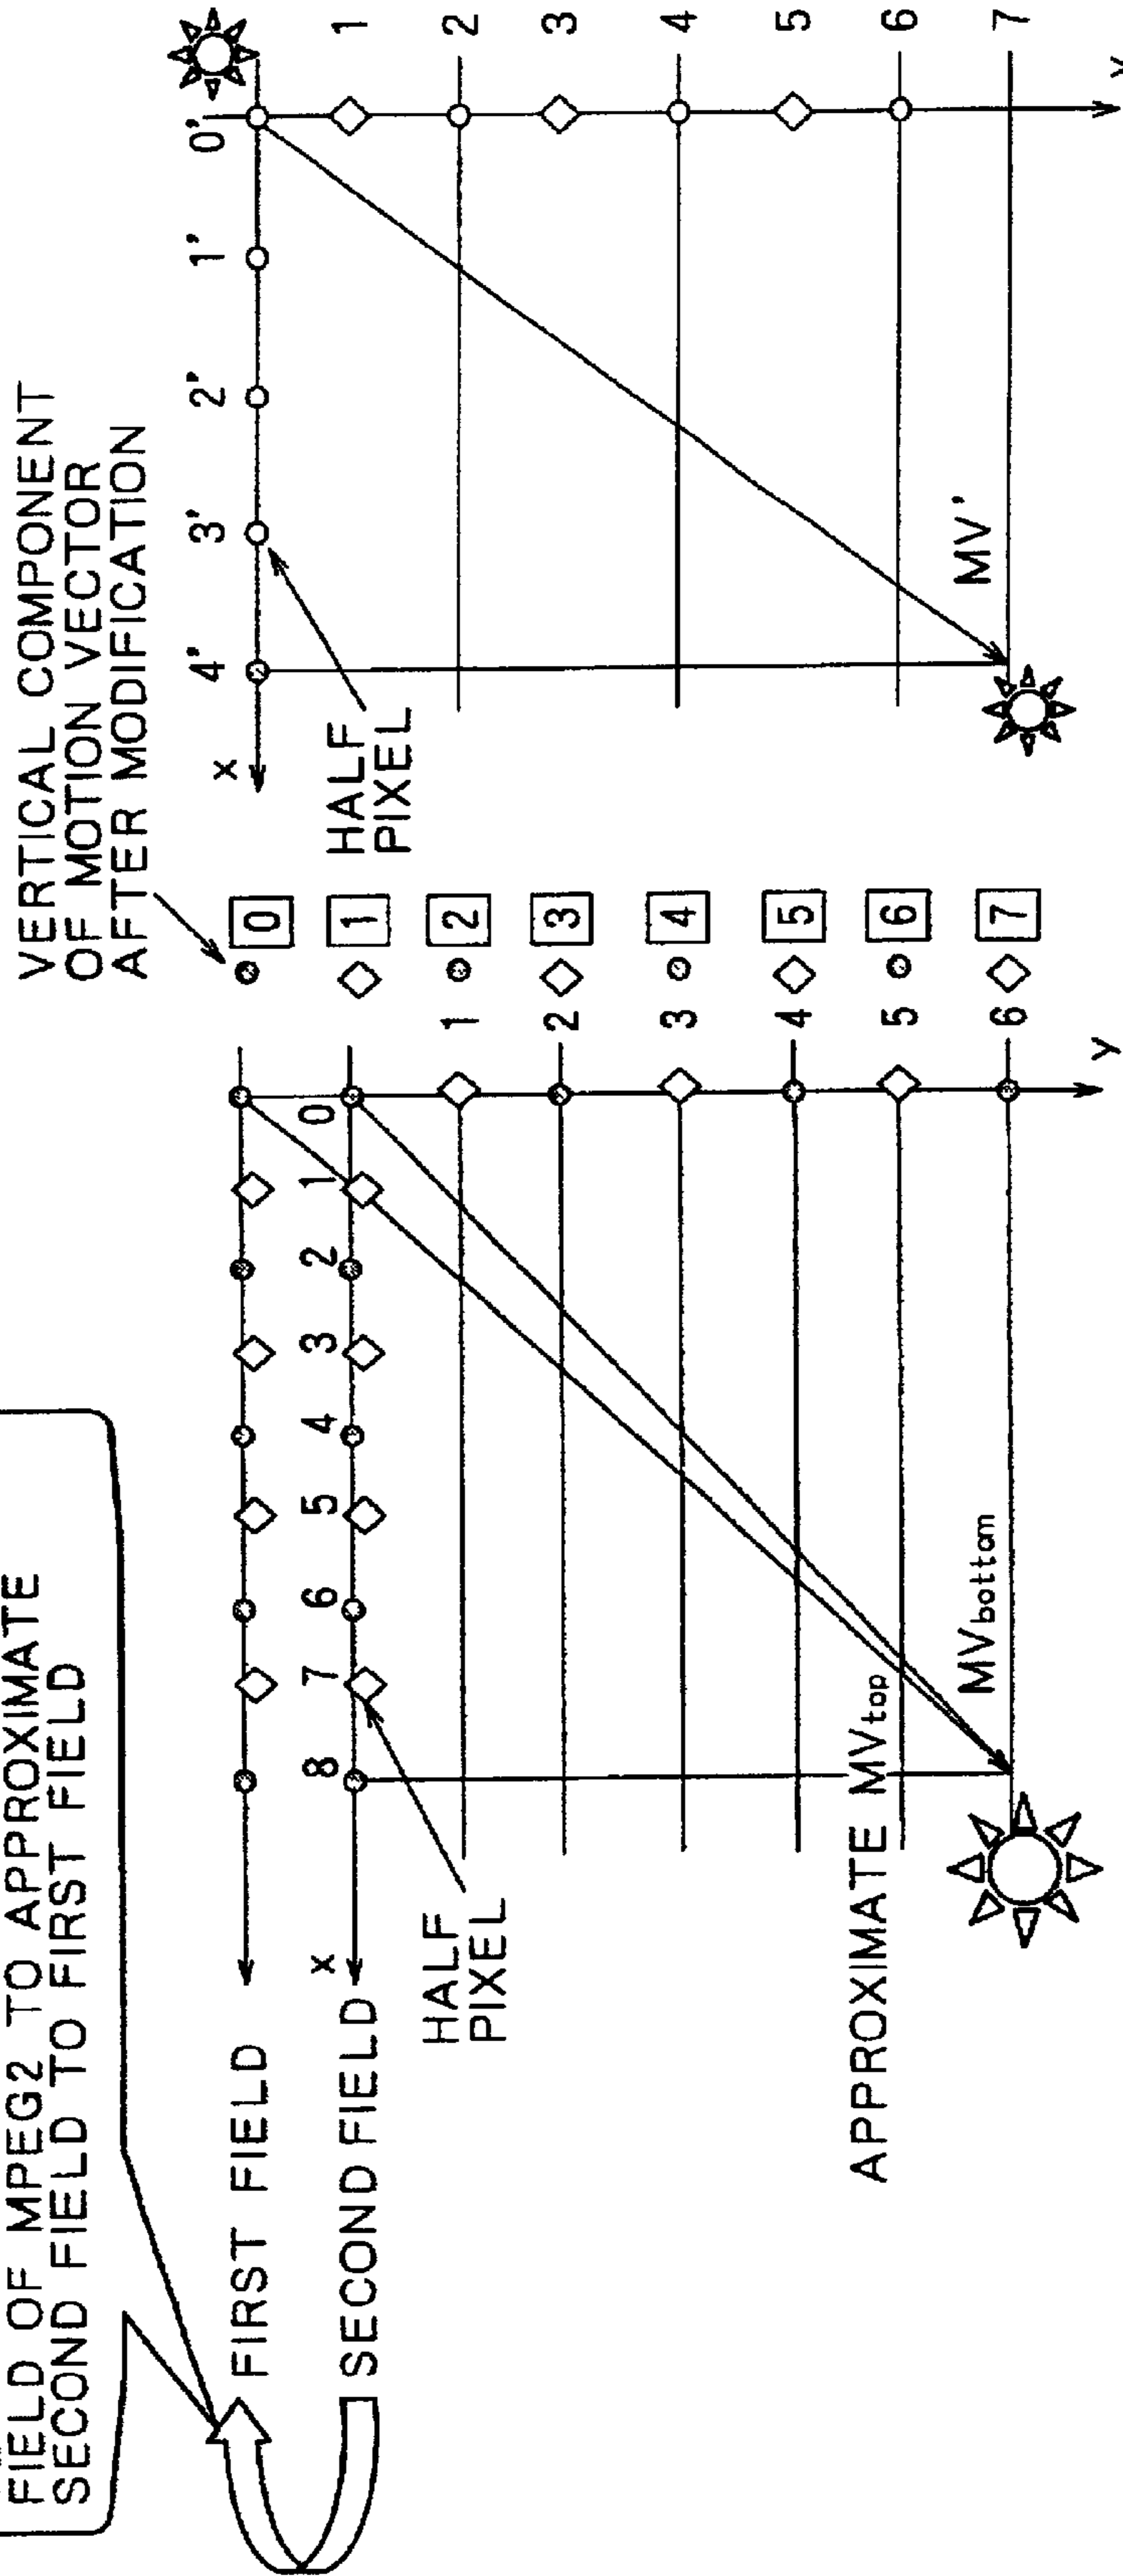 FIELD OF MPEG2 TO APPROXIMATE
SECOND FIELD TO FIRST FIELD
FIRST FIELD
SECOND FIELD
x
8 7 6 5 4 3 2 1 0
HALF
PIXEL
1
2
3
4
5
6
y
APPROXIMATE MVtop
MVbottom
VERTICAL COMPONENT
OF MOTION VECTOR
AFTER MODIFICATION
0
1
2
3
4
5
6
7
x
4' 3' 2' 1' 0'
HALF
PIXEL
MV'
1
2
3
4
5
6
7